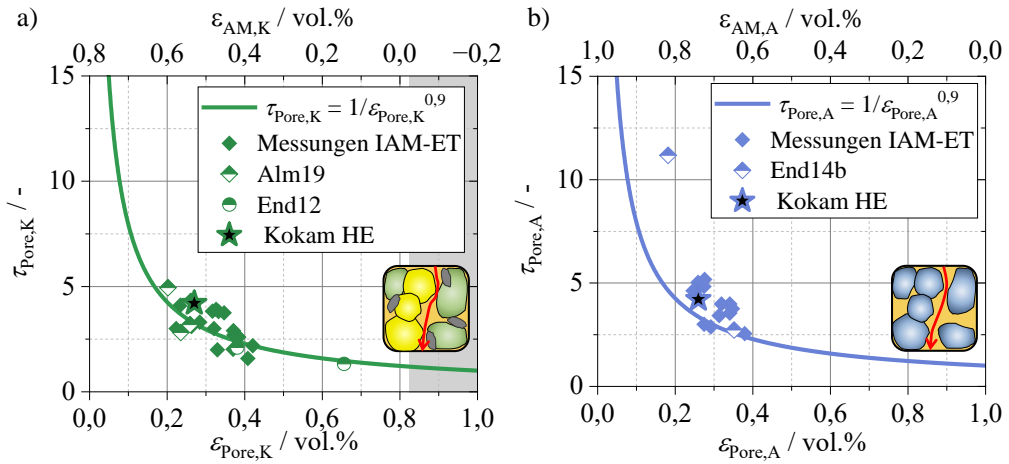 a)
ε_AM,K / vol.%
0,8 0,6 0,4 0,2 0,0 −0,2
15
10
5
0
τ_Pore,K / -
τ_Pore,K = 1/ε_Pore,K^0,9
Messungen IAM-ET
Alm19
End12
Kokam HE
0,0 0,2 0,4 0,6 0,8 1,0
ε_Pore,K / vol.%
b)
ε_AM,A / vol.%
1,0 0,8 0,6 0,4 0,2 0,0
15
10
5
0
τ_Pore,A / -
τ_Pore,A = 1/ε_Pore,A^0,9
Messungen IAM-ET
End14b
Kokam HE
0,0 0,2 0,4 0,6 0,8 1,0
ε_Pore,A / vol.%